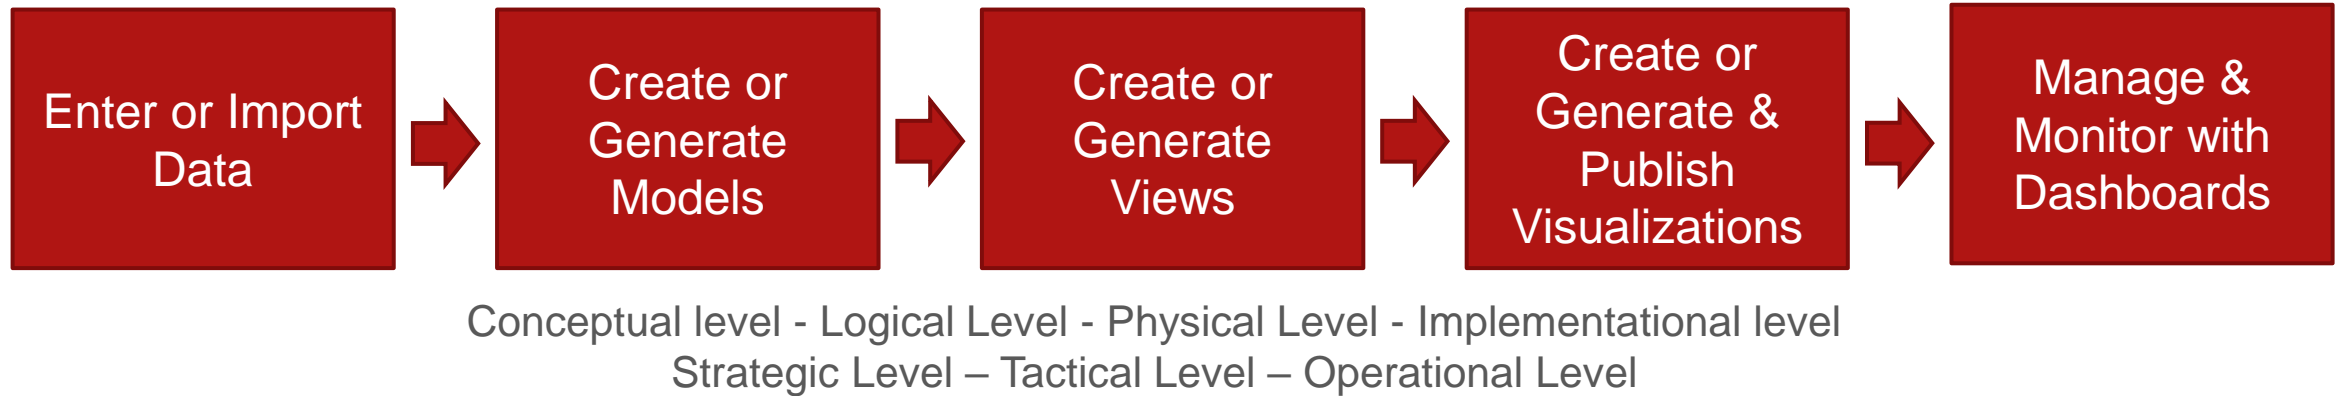 Enter or Import
Data
Create or
Generate
Models
Create or
Generate
Views
Create or
Generate &
Publish
Visualizations
Manage &
Monitor with
Dashboards
Conceptual level - Logical Level - Physical Level - Implementational level
Strategic Level – Tactical Level – Operational Level